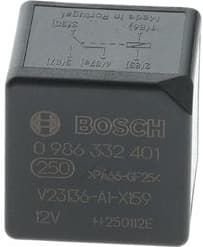 Made in Portugal
BOSCH
0 986 332 401
250 >PA66-GF25<
V23136-A1-X159
12V